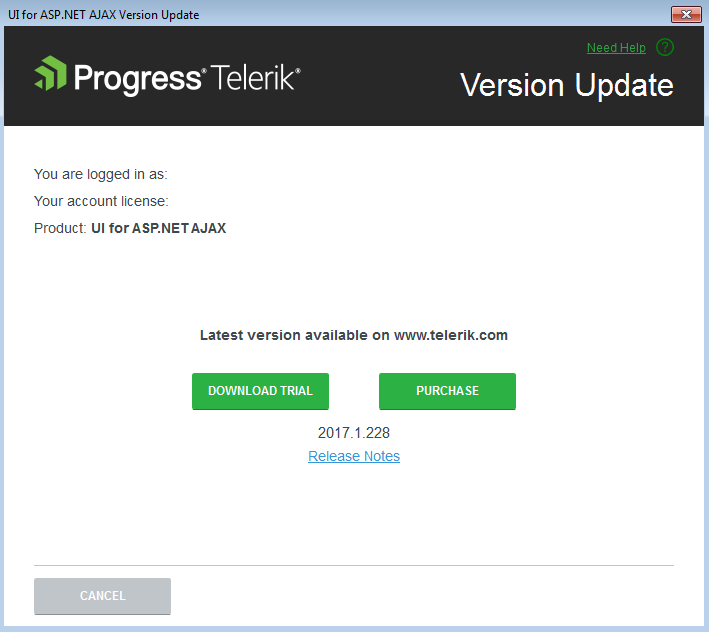 UI for ASP.NET AJAX Version Update
Need Help ?
Progress® Telerik®
Version Update
You are logged in as:
Your account license:
Product: UI for ASP.NET AJAX
Latest version available on www.telerik.com
DOWNLOAD TRIAL
PURCHASE
2017.1.228
Release Notes
CANCEL